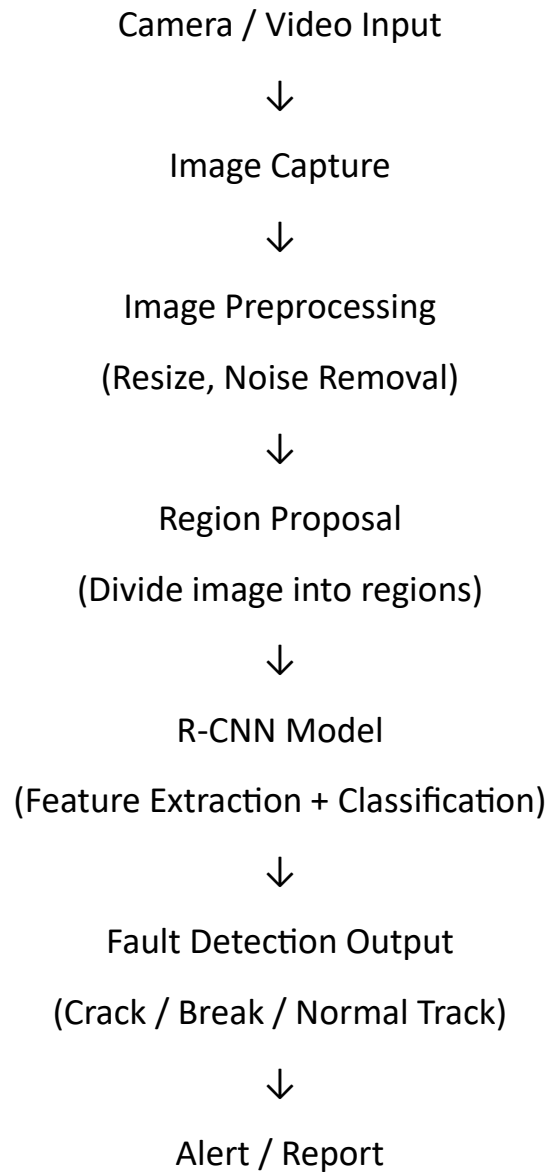 Camera / Video Input
↓
Image Capture
↓
Image Preprocessing
(Resize, Noise Removal)
↓
Region Proposal
(Divide image into regions)
↓
R-CNN Model
(Feature Extraction + Classification)
↓
Fault Detection Output
(Crack / Break / Normal Track)
↓
Alert / Report